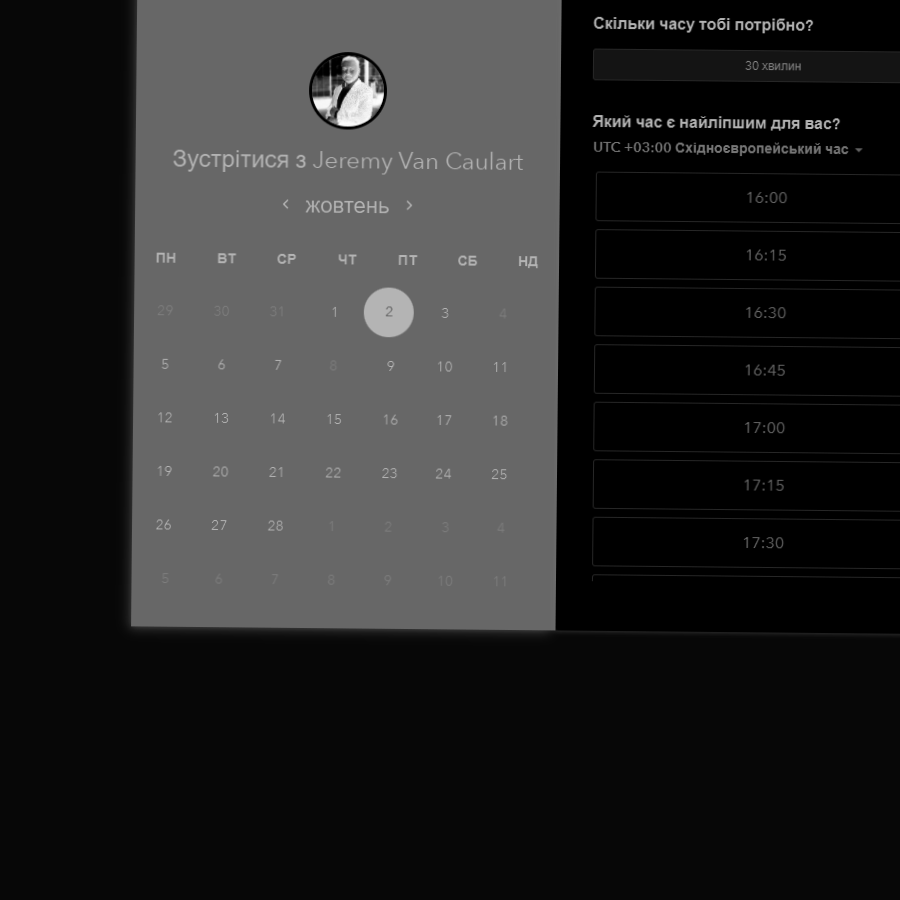 Зустрітися з Jeremy Van Caulart
жовтень
ПН ВТ СР ЧТ ПТ СБ НД
29 30 31 1 2 3 4
5 6 7 8 9 10 11
12 13 14 15 16 17 18
19 20 21 22 23 24 25
26 27 28 1 2 3 4
5 6 7 8 9 10 11
Скільки часу тобі потрібно?
30 хвилин
Який час є найліпшим для вас?
UTC +03:00 Східноєвропейський час
16:00
16:15
16:30
16:45
17:00
17:15
17:30